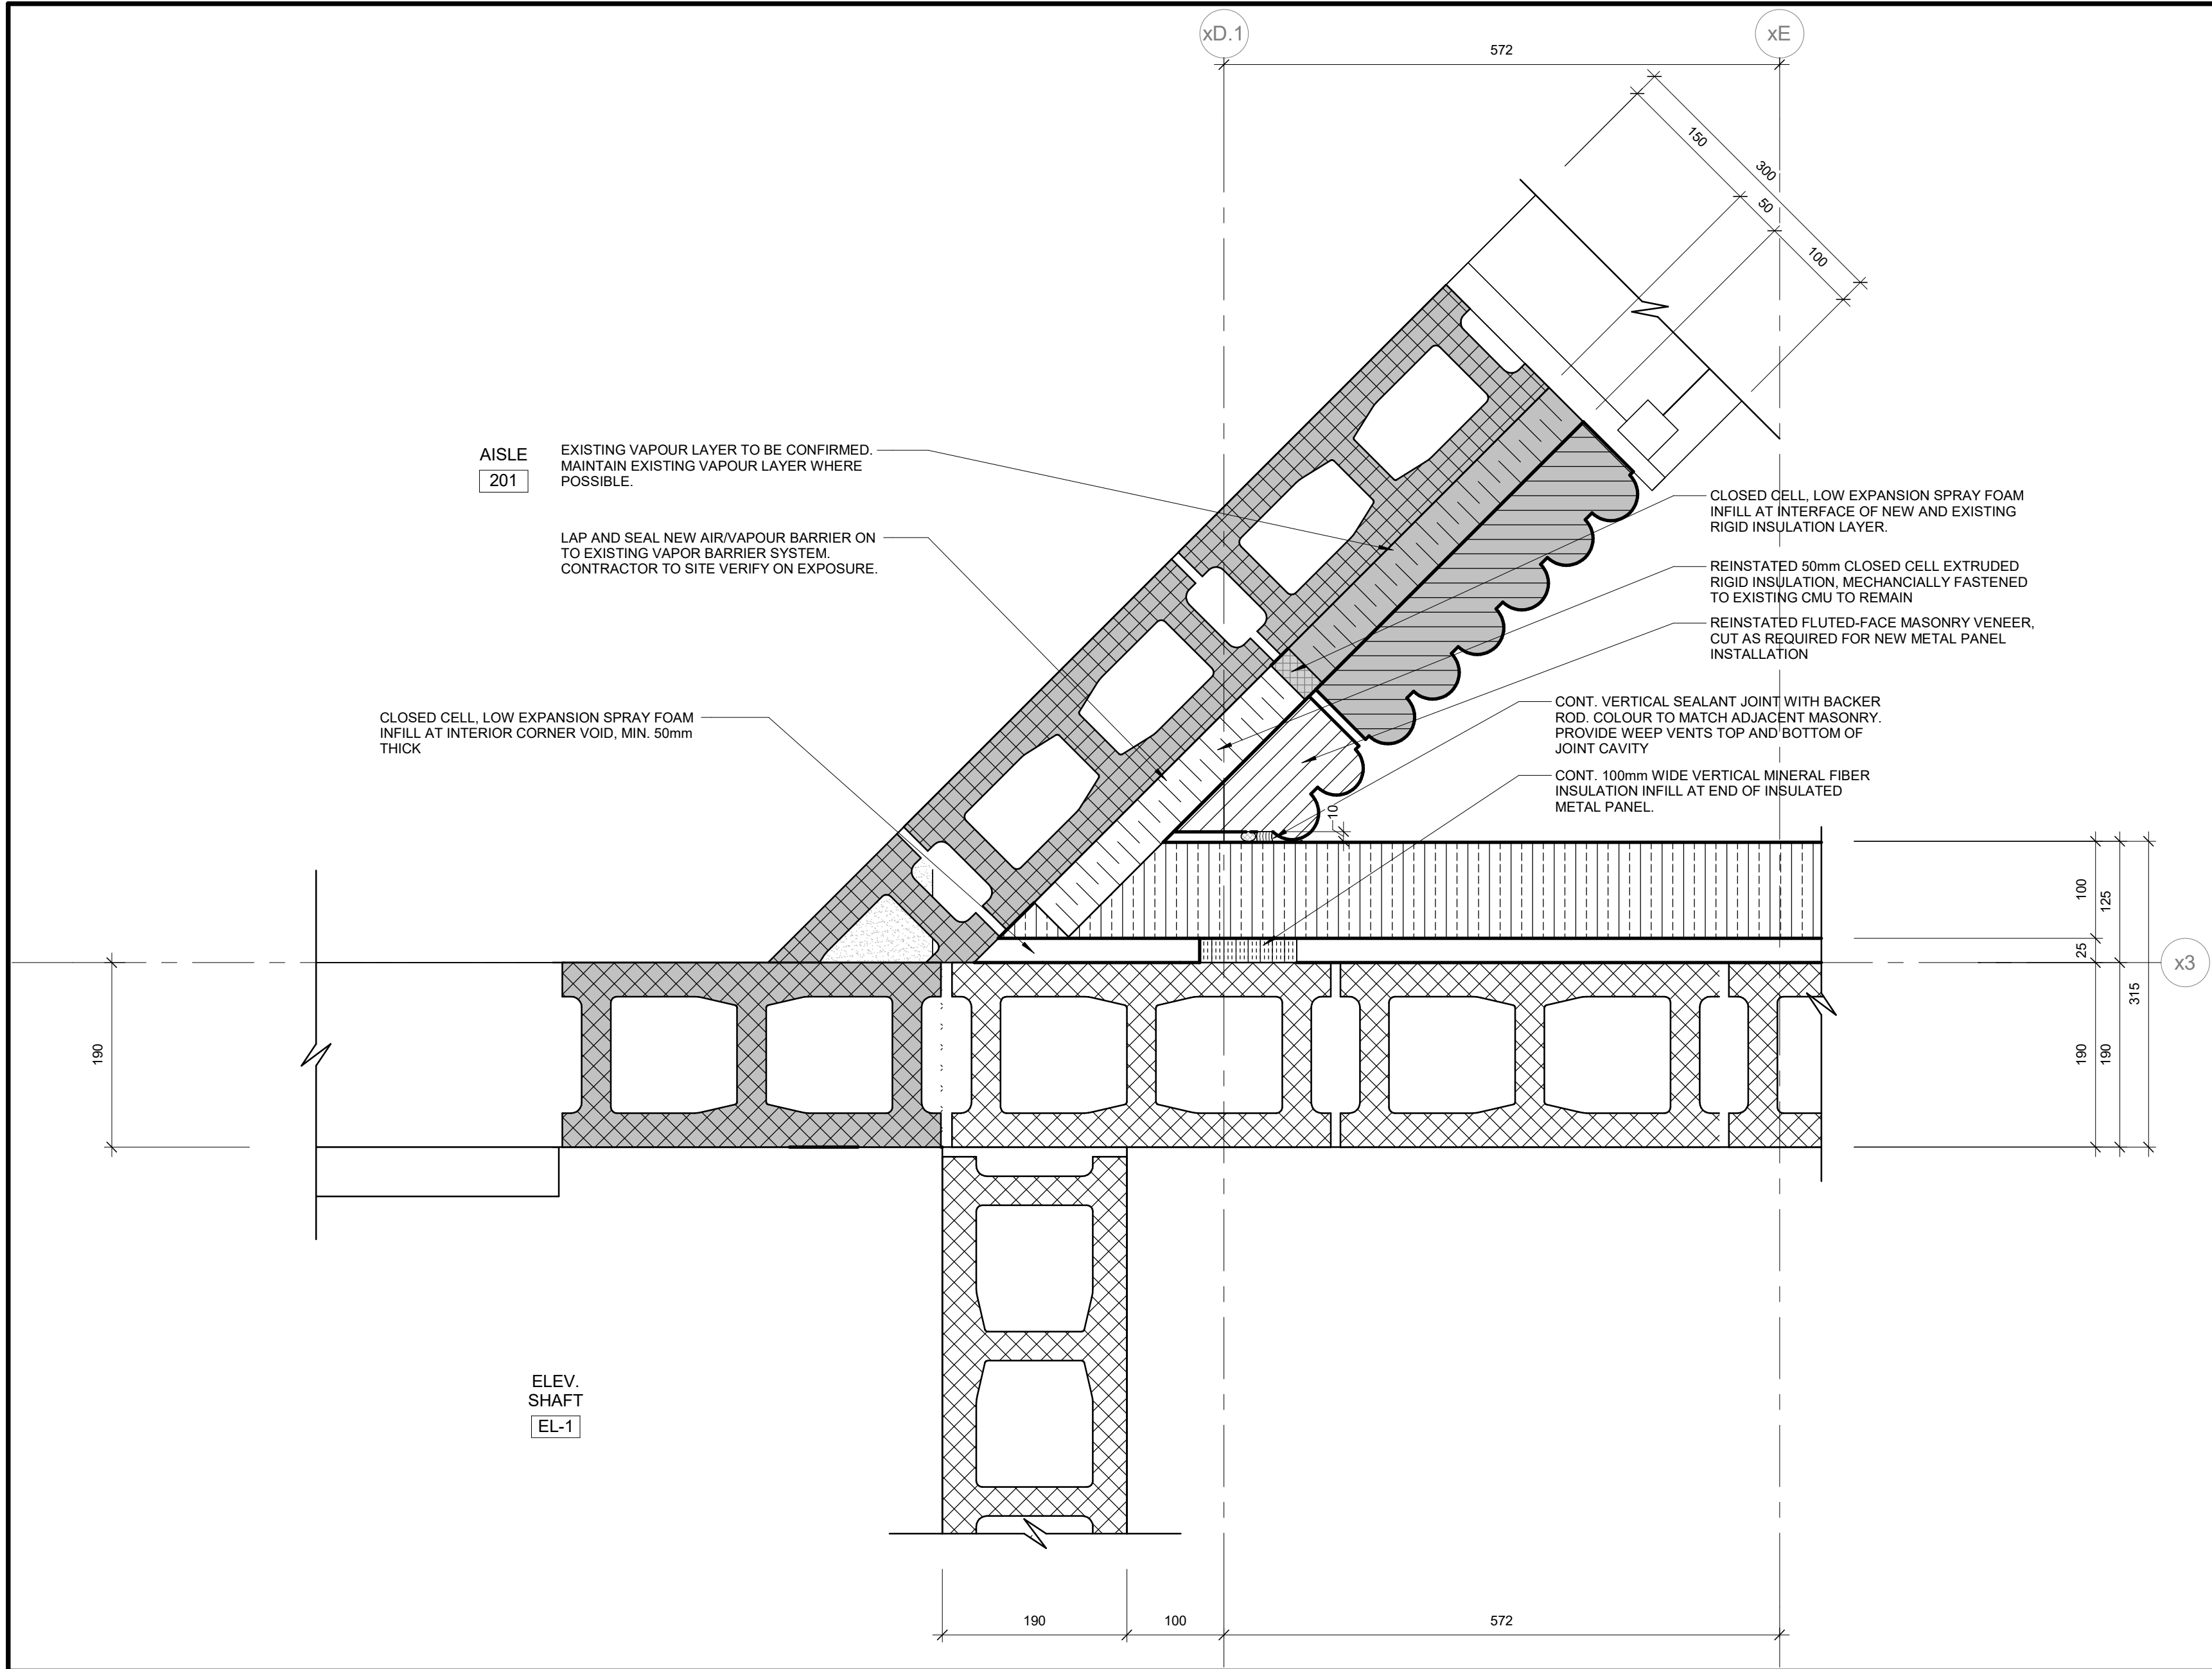 xD.1
xE
572
150
300
50
100
AISLE
201
EXISTING VAPOUR LAYER TO BE CONFIRMED.
MAINTAIN EXISTING VAPOUR LAYER WHERE
POSSIBLE.
LAP AND SEAL NEW AIR/VAPOUR BARRIER ON
TO EXISTING VAPOR BARRIER SYSTEM.
CONTRACTOR TO SITE VERIFY ON EXPOSURE.
CLOSED CELL, LOW EXPANSION SPRAY FOAM
INFILL AT INTERIOR CORNER VOID, MIN. 50mm
THICK
CLOSED CELL, LOW EXPANSION SPRAY FOAM
INFILL AT INTERFACE OF NEW AND EXISTING
RIGID INSULATION LAYER.
REINSTATED 50mm CLOSED CELL EXTRUDED
RIGID INSULATION, MECHANCIALLY FASTENED
TO EXISTING CMU TO REMAIN
REINSTATED FLUTED-FACE MASONRY VENEER,
CUT AS REQUIRED FOR NEW METAL PANEL
INSTALLATION
CONT. VERTICAL SEALANT JOINT WITH BACKER
ROD. COLOUR TO MATCH ADJACENT MASONRY.
PROVIDE WEEP VENTS TOP AND BOTTOM OF
JOINT CAVITY
CONT. 100mm WIDE VERTICAL MINERAL FIBER
INSULATION INFILL AT END OF INSULATED
METAL PANEL.
10
100
125
25
x3
315
190
190
190
ELEV.
SHAFT
EL-1
190
100
572